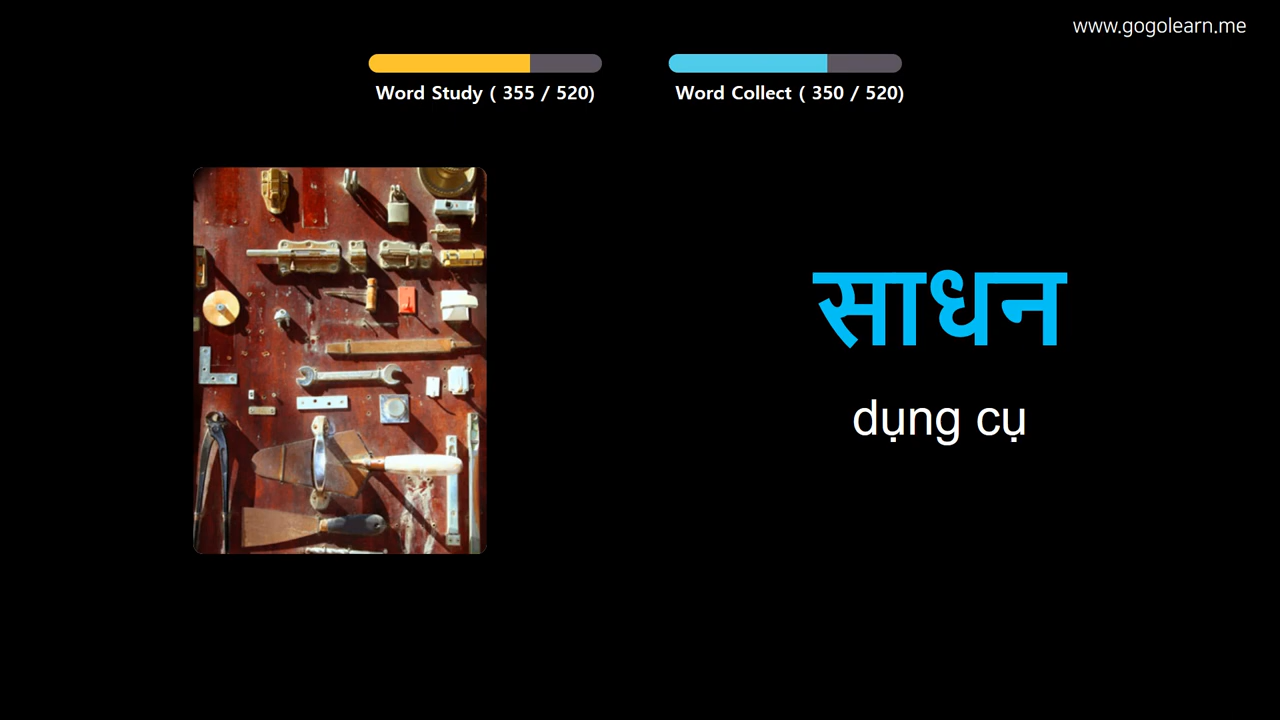 www.gogolearn.me
Word Study ( 355 / 520)
Word Collect ( 350 / 520)
साधन
dụng cụ